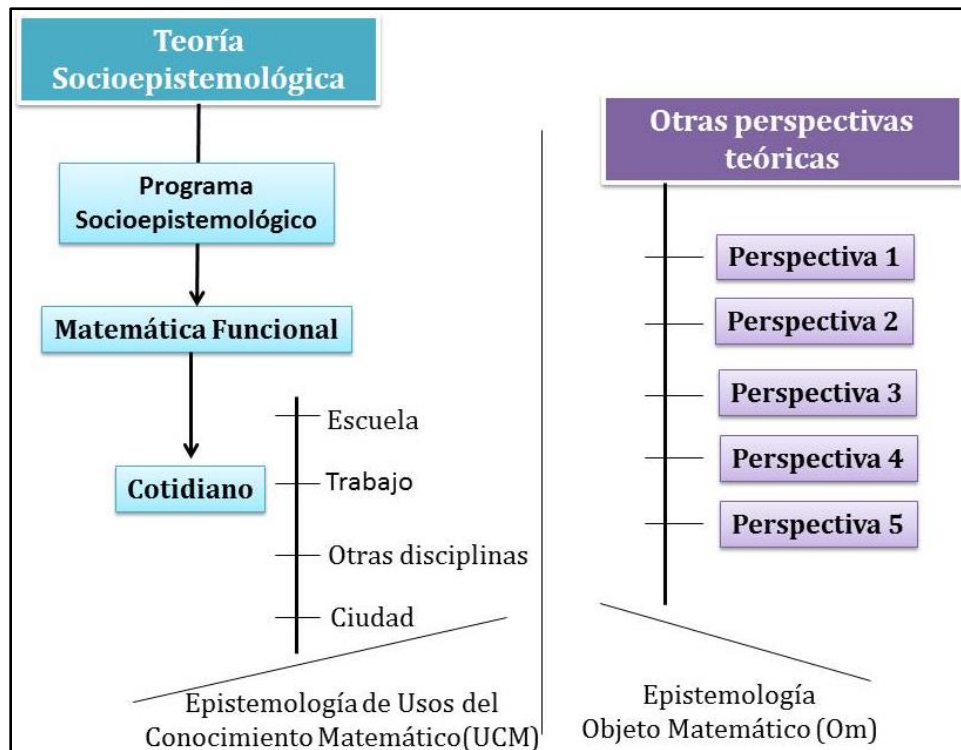 Teoría
Socioepistemológica
Programa
Socioepistemológico
Matemática Funcional
Cotidiano
Escuela
Trabajo
Otras disciplinas
Ciudad
Epistemología de Usos del
Conocimiento Matemático(UCM)
Otras perspectivas
teóricas
Perspectiva 1
Perspectiva 2
Perspectiva 3
Perspectiva 4
Perspectiva 5
Epistemología
Objeto Matemático (Om)